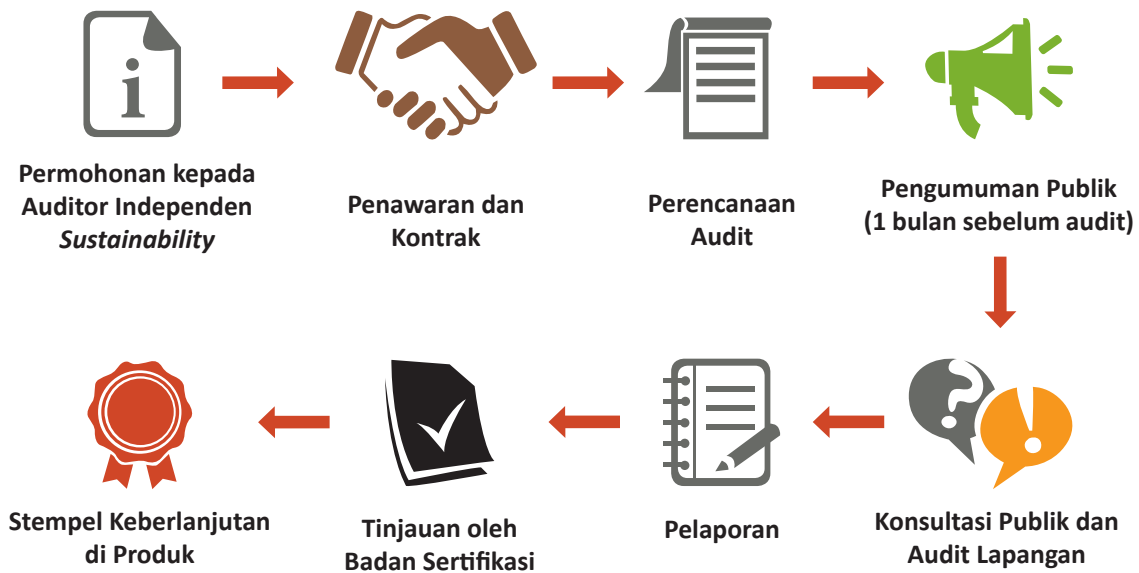 Permohonan kepada
Auditor Independen
Sustainability
Penawaran dan
Kontrak
Perencanaan
Audit
Pengumuman Publik
(1 bulan sebelum audit)
Konsultasi Publik dan
Audit Lapangan
Pelaporan
Tinjauan oleh
Badan Sertifikasi
Stempel Keberlanjutan
di Produk